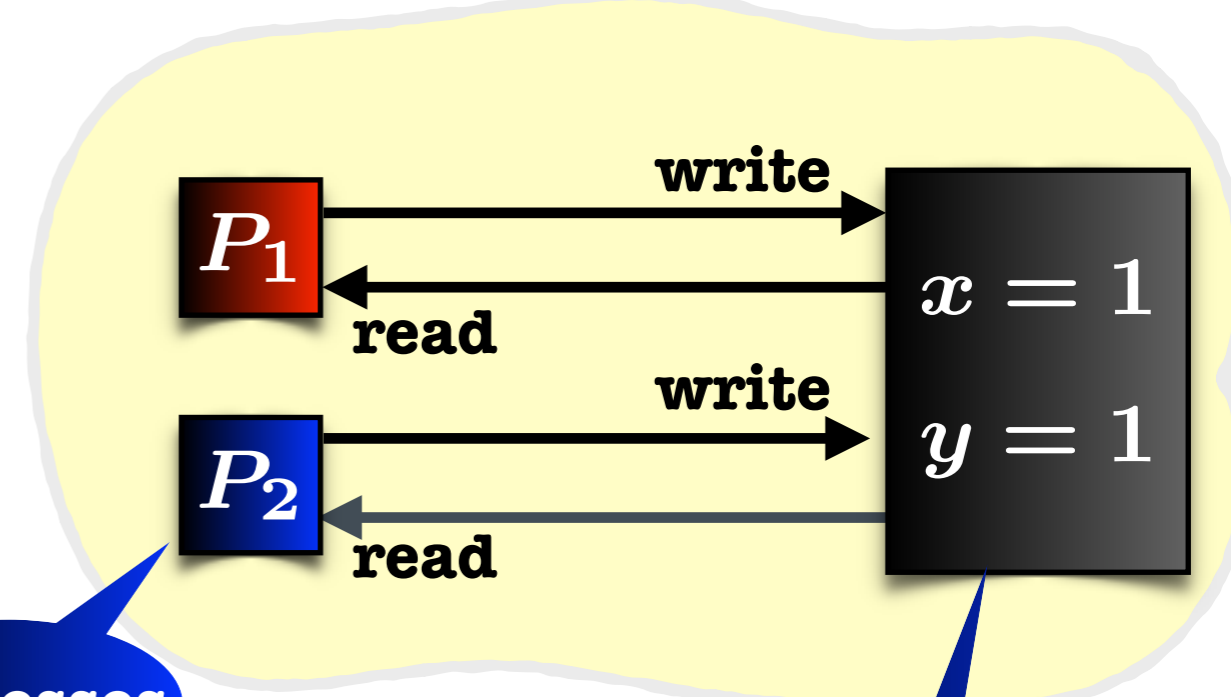 write
P₁
x = 1
read
write
y = 1
P₂
read